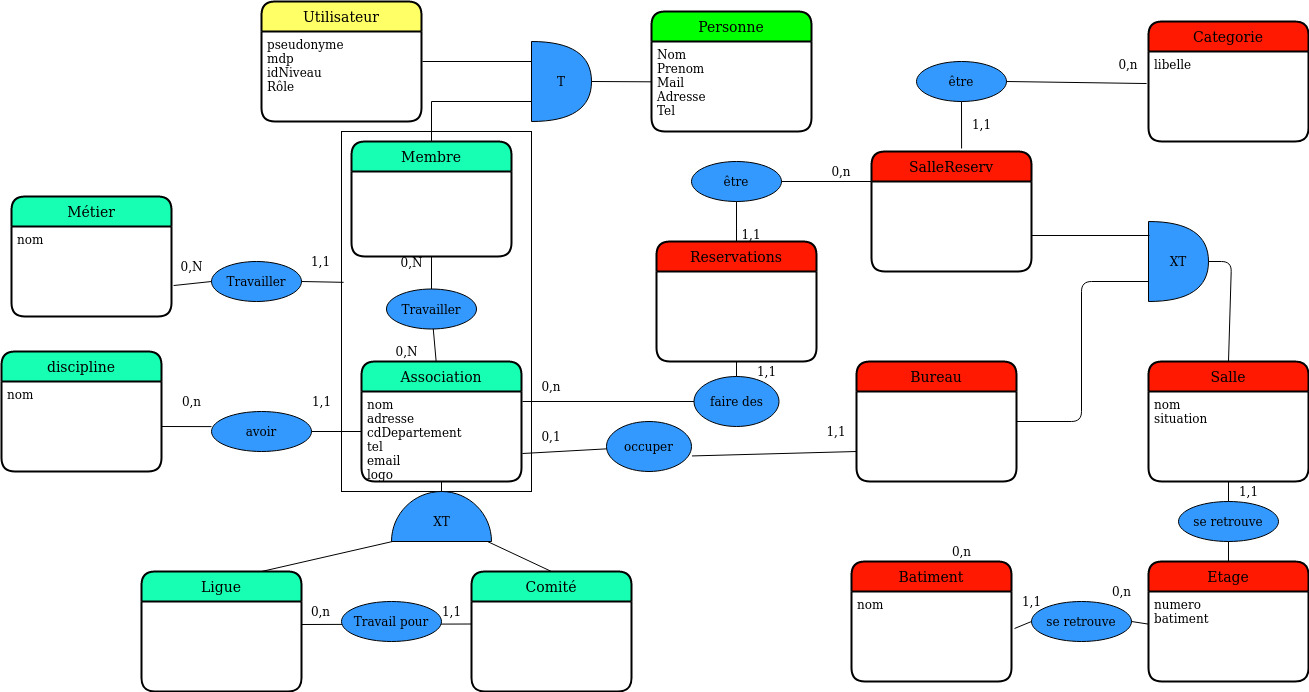 Utilisateur
pseudonyme
mdp
idNiveau
Rôle
T
Personne
Nom
Prenom
Mail
Adresse
Tel
Categorie
libelle
être
0,n
1,1
Membre
SalleReserv
être
0,n
1,1
Métier
nom
0,N
Travailler
1,1
0,N
Travailler
0,N
Reservations
XT
1,1
faire des
0,n
discipline
nom
0,n
avoir
1,1
Association
nom
adresse
cdDepartement
tel
email
logo
0,1
occuper
1,1
Bureau
Salle
nom
situation
1,1
se retrouve
XT
Ligue
0,n
Travail pour
1,1
Comité
0,n
Batiment
nom
1,1
se retrouve
0,n
Etage
numero
batiment